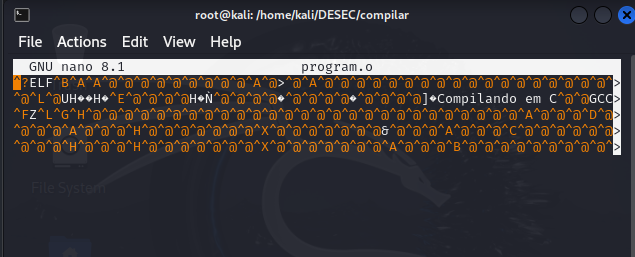 root@kali: /home/kali/DESEC/compilar
File Actions Edit View Help
GNU nano 8.1 program.o
^?ELF^B^A^A^@^@^@^@^@^@^@^@^@^A^@>^@^A^@^@^@^@^@^@^@^@^@^@^@^@^@^@^@>
^@^L^@UH��H�^E^@^@^@^@H�N^@^@^@^@�^@^@^@^@�^@^@^@^@]�Compilando em C^@^@GCC>
^FZ^L^G^H^@^@^@^@^@^@^@^@^@^@^@^@^@^@^@^@^@^@^@^@^@^@^@^@^A^@^@^D^@>
^@^@^@^A^@^@^H^@^@^@^@^@^@^@^X^@^@^@^@^@^@^@&^@^@^@^A^@^@^@^C^@^@^@^@>
^@^@^@^H^@^@^H^@^@^@^@^@^@^@^X^@^@^@^@^@^@^@^A^@^@^@^B^@^@^@^@^@^@^@^@>
File System